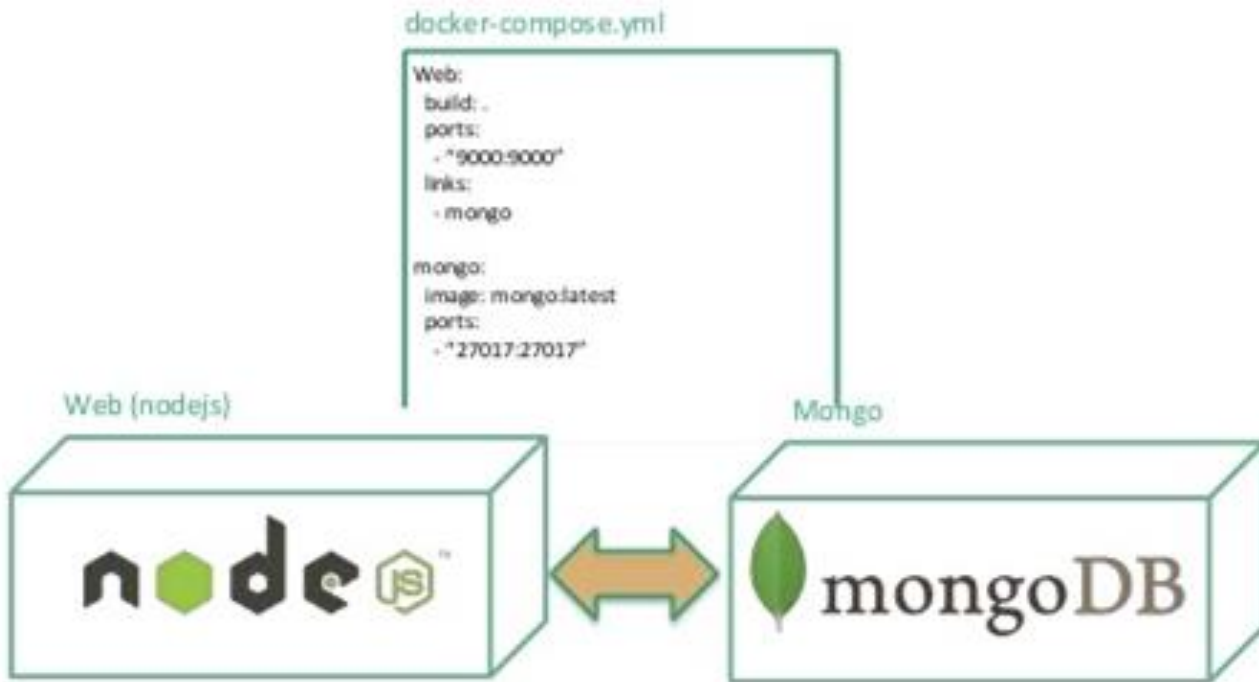 docker-compose.yml
Web:
build: .
ports:
- "9000:9000"
links:
- mongo
mongo:
image: mongo:latest
ports:
- "27017:27017"
Web (nodejs)
Mongo
node JS ™
mongoDB